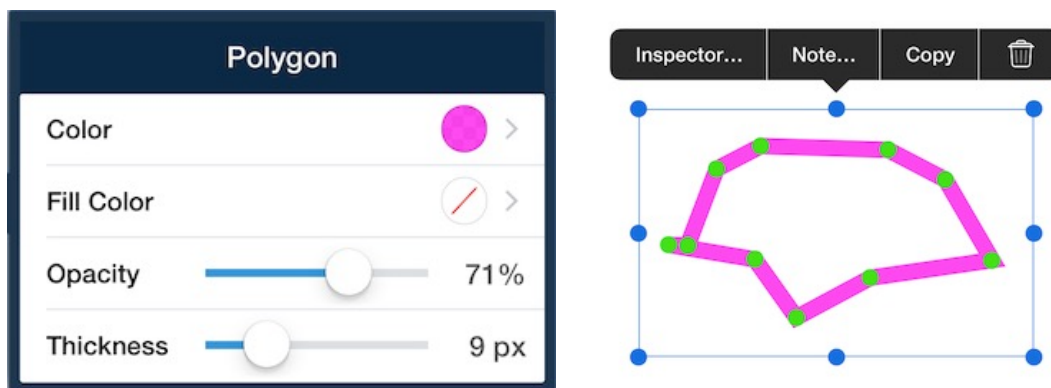 Polygon
Color
Fill Color
Opacity 71%
Thickness 9 px
Inspector... Note... Copy